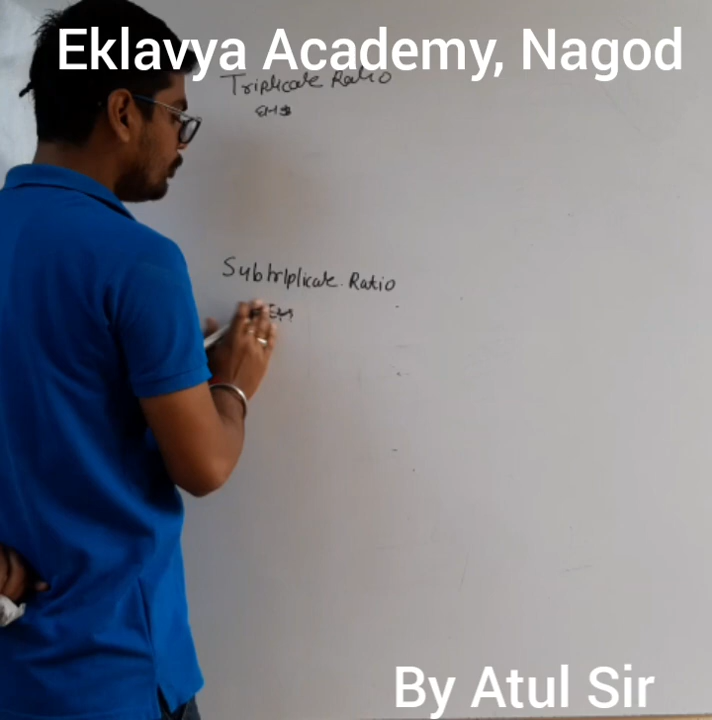 Eklavya Academy, Nagod
Triplicate Ratio
Subtriplicate Ratio
By Atul Sir